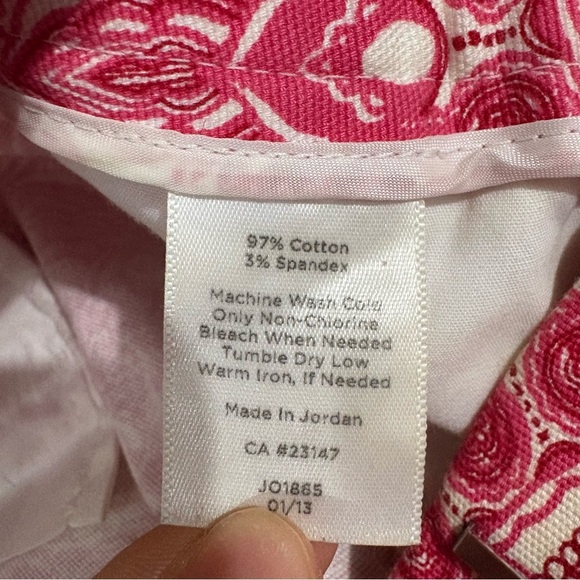 97% Cotton
3% Spandex
Machine Wash Cold
Only Non-Chlorine
Bleach When Needed
Tumble Dry Low
Warm Iron, If Needed
Made In Jordan
CA #23147
JO1865
01/13